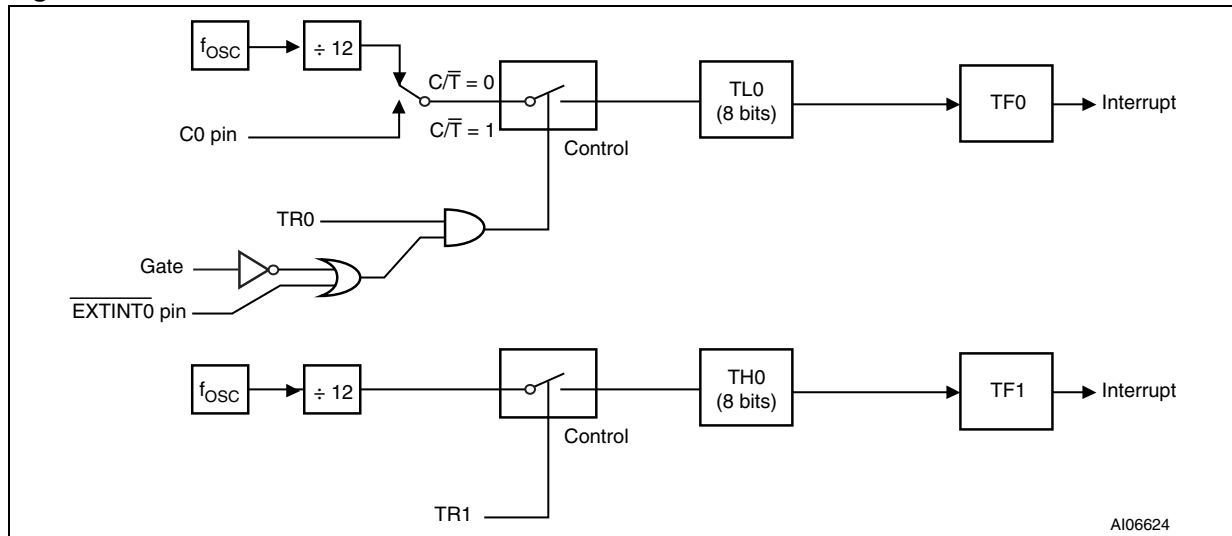 fOSC
÷ 12
C/T̅ = 0
C0 pin
C/T̅ = 1
Control
TL0
(8 bits)
TF0
Interrupt
TR0
Gate
E̅X̅T̅I̅N̅T̅0̅ pin
fOSC
÷ 12
Control
TH0
(8 bits)
TF1
Interrupt
TR1
AI06624